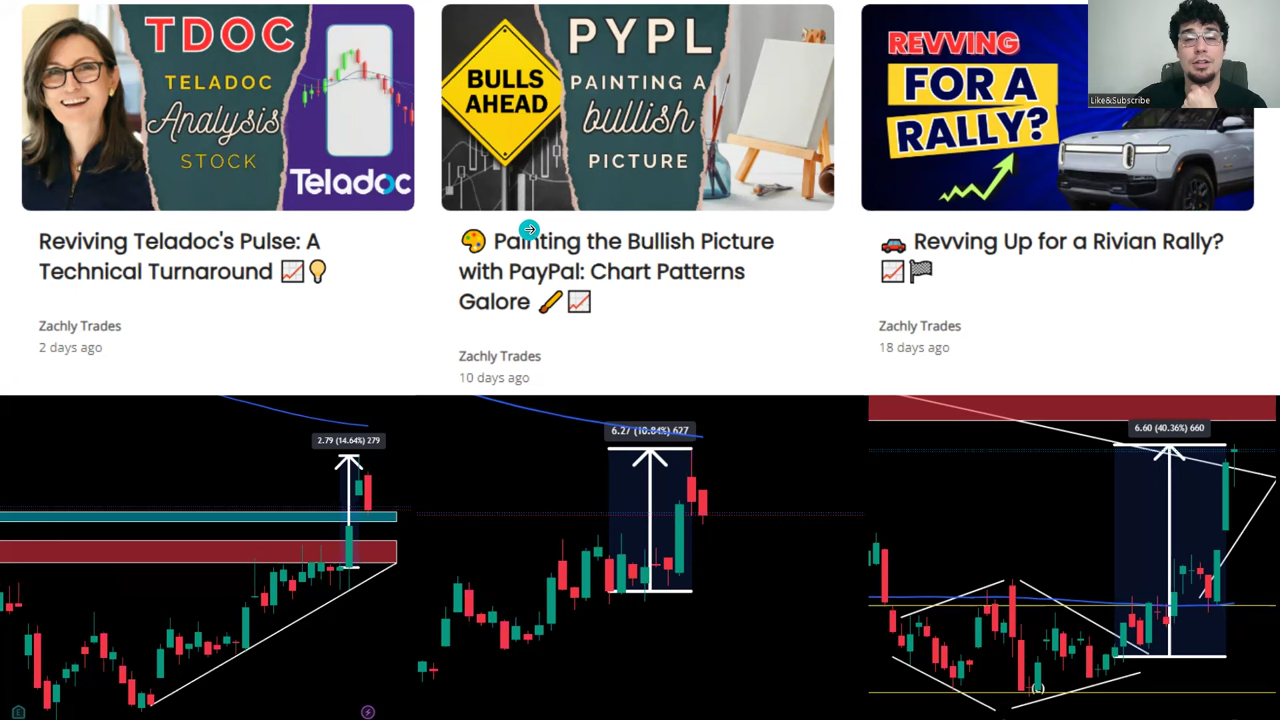 TDOC
TELADOC
Analysis
STOCK
Teladoc
BULLS
AHEAD
PYPL
PAINTING A
bullish
PICTURE
REVVING
FOR A
RALLY?
Like&Subscribe
Reviving Teladoc's Pulse: A
Technical Turnaround 📈💡
Zachly Trades
2 days ago
🎨 Painting the Bullish Picture
with PayPal: Chart Patterns
Galore 🖌️📈
Zachly Trades
10 days ago
🚗 Revving Up for a Rivian Rally?
📈🏁
Zachly Trades
18 days ago
2.79 (14.64%) 279
6.27 (10.84%) 627
6.60 (40.36%) 660
(C)
E